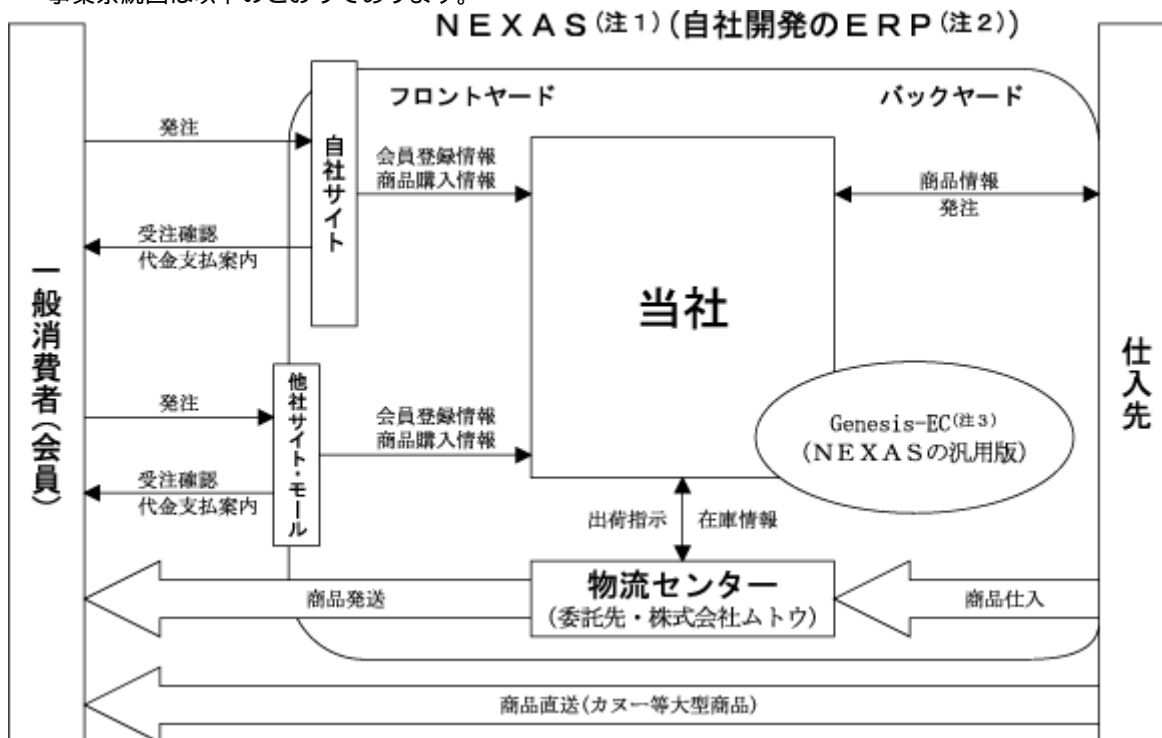 事業系統図は以下のとおりであります。
NEXAS(注1)(自社開発のERP(注2))
フロントヤード
バックヤード
発注
自社サイト
会員登録情報
商品購入情報
商品情報
発注
受注確認
代金支払案内
当社
一般消費者(会員)
仕入先
発注
他社サイト・モール
会員登録情報
商品購入情報
Genesis-EC(注3)
(NEXASの汎用版)
受注確認
代金支払案内
出荷指示
在庫情報
物流センター
(委託先・株式会社ムトウ)
商品発送
商品仕入
商品直送(カヌー等大型商品)